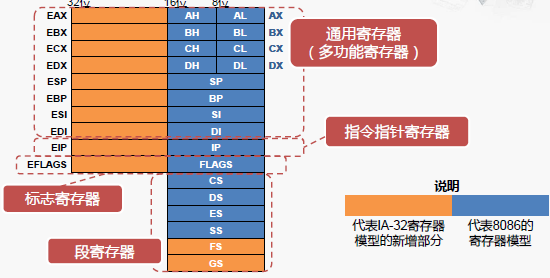 32位 16位 8位
EAX AH AL AX
EBX BH BL BX
ECX CH CL CX
EDX DH DL DX
ESP SP
EBP BP
ESI SI
EDI DI
EIP IP
EFLAGS FLAGS
CS
DS
ES
SS
FS
GS
通用寄存器
（多功能寄存器）
指令指针寄存器
标志寄存器
段寄存器
说明
代表IA-32寄存器
模型的新增部分
代表8086的
寄存器模型